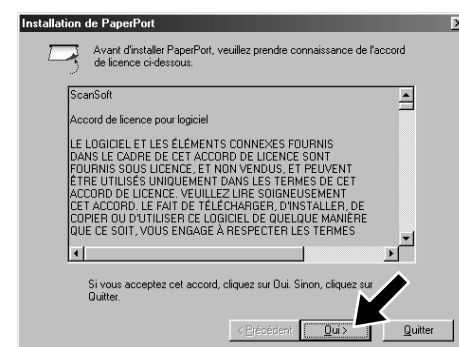 Installation de PaperPort
Avant d'installer PaperPort, veuillez prendre connaissance de l'accord
de licence ci-dessous.
ScanSoft
Accord de licence pour logiciel
LE LOGICIEL ET LES ÉLÉMENTS CONNEXES FOURNIS
DANS LE CADRE DE CET ACCORD DE LICENCE SONT
FOURNIS SOUS LICENCE, ET NON VENDUS, ET PEUVENT
ÊTRE UTILISÉS UNIQUEMENT DANS LES TERMES DE CET
ACCORD DE LICENCE. VEUILLEZ LIRE SOIGNEUSEMENT
CET ACCORD. LE FAIT DE TÉLÉCHARGER, D'INSTALLER, DE
COPIER OU D'UTILISER CE LOGICIEL DE QUELQUE MANIÈRE
QUE CE SOIT, VOUS ENGAGE À RESPECTER LES TERMES
Si vous acceptez cet accord, cliquez sur Oui. Sinon, cliquez sur
Quitter.
< Précédent Oui > Quitter